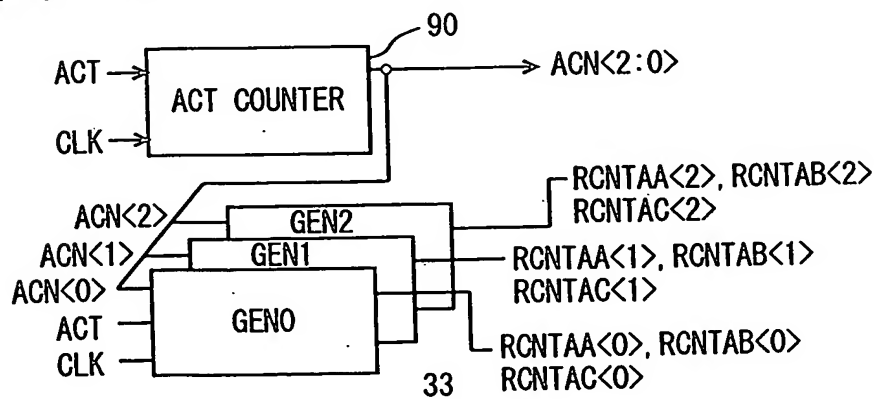 90
ACT
ACT COUNTER
ACN<2:0>
CLK
RCNTAA<2>, RCNTAB<2>
RCNTAC<2>
ACN<2>
GEN2
ACN<1>
GEN1
RCNTAA<1>, RCNTAB<1>
RCNTAC<1>
ACN<0>
ACT
GEN0
CLK
RCNTAA<0>, RCNTAB<0>
RCNTAC<0>
33